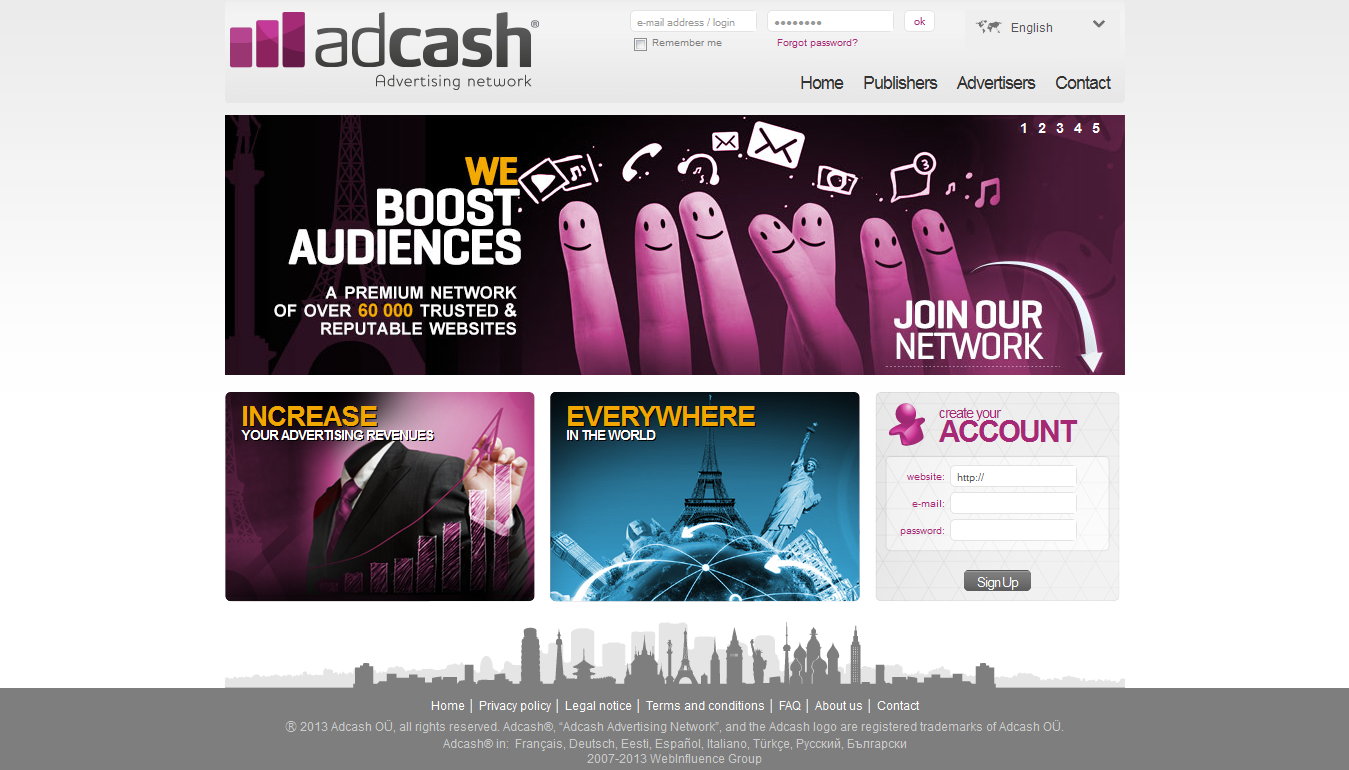 adcash®
Advertising network
e-mail address / login
●●●●●●●●
ok
Remember me
Forgot password?
English
Home
Publishers
Advertisers
Contact
1 2 3 4 5
WE
BOOST
AUDIENCES
A PREMIUM NETWORK
OF OVER 60 000 TRUSTED &
REPUTABLE WEBSITES
3
JOIN OUR
NETWORK
INCREASE
YOUR ADVERTISING REVENUES
EVERYWHERE
IN THE WORLD
create your
ACCOUNT
website: http://
e-mail:
password:
Sign Up
Home | Privacy policy | Legal notice | Terms and conditions | FAQ | About us | Contact
® 2013 Adcash OÜ, all rights reserved. Adcash®, “Adcash Advertising Network”, and the Adcash logo are registered trademarks of Adcash OÜ.
Adcash® in: Français, Deutsch, Eesti, Español, Italiano, Türkçe, Русский, Български
2007-2013 WebInfluence Group